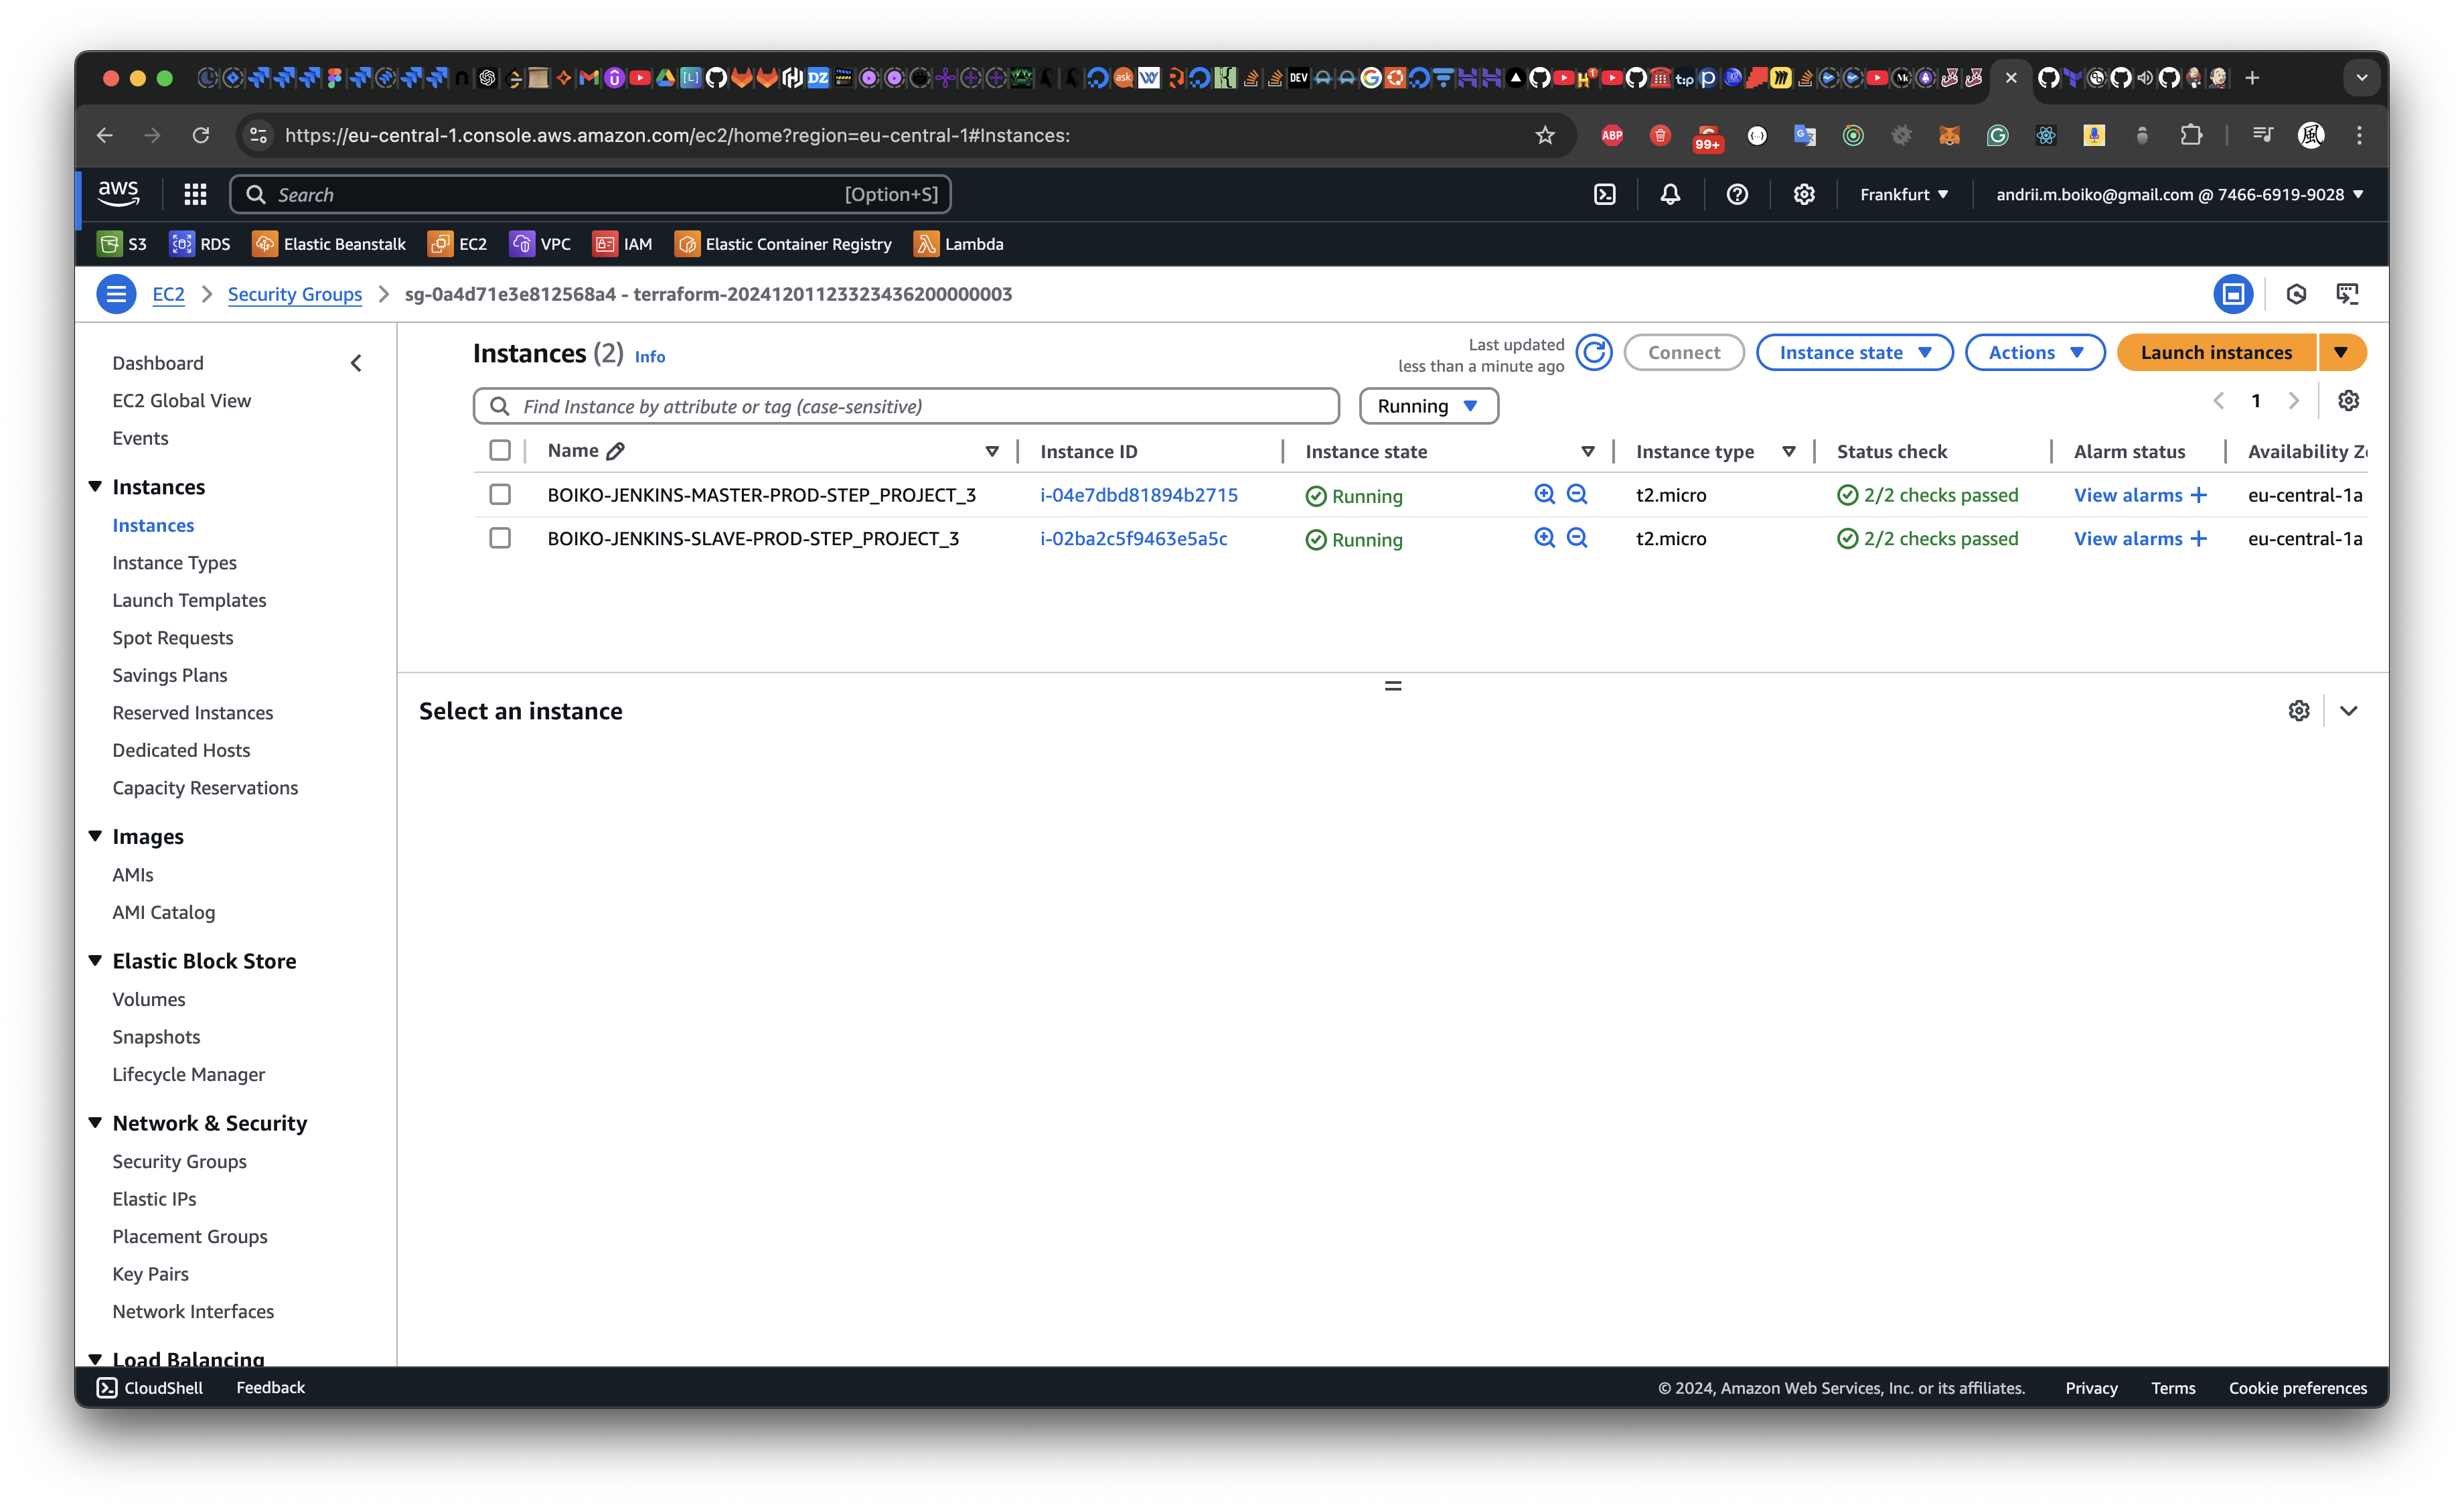 https://eu-central-1.console.aws.amazon.com/ec2/home?region=eu-central-1#Instances:
ABP
99+
aws
Search
[Option+S]
Frankfurt
andrii.m.boiko@gmail.com @ 7466-6919-9028
S3
RDS
Elastic Beanstalk
EC2
VPC
IAM
Elastic Container Registry
Lambda
EC2
Security Groups
sg-0a4d71e3e812568a4 - terraform-20241201123323436200000003
Dashboard
EC2 Global View
Events
Instances
Instances
Instance Types
Launch Templates
Spot Requests
Savings Plans
Reserved Instances
Dedicated Hosts
Capacity Reservations
Images
AMIs
AMI Catalog
Elastic Block Store
Volumes
Snapshots
Lifecycle Manager
Network & Security
Security Groups
Elastic IPs
Placement Groups
Key Pairs
Network Interfaces
Load Balancing
Instances (2) Info
Last updated
less than a minute ago
Connect
Instance state
Actions
Launch instances
Find Instance by attribute or tag (case-sensitive)
Running
1
Name Instance ID Instance state Instance type Status check Alarm status Availability Z
BOIKO-JENKINS-MASTER-PROD-STEP_PROJECT_3 i-04e7dbd81894b2715 Running t2.micro 2/2 checks passed View alarms + eu-central-1a
BOIKO-JENKINS-SLAVE-PROD-STEP_PROJECT_3 i-02ba2c5f9463e5a5c Running t2.micro 2/2 checks passed View alarms + eu-central-1a
Select an instance
CloudShell
Feedback
© 2024, Amazon Web Services, Inc. or its affiliates.
Privacy
Terms
Cookie preferences